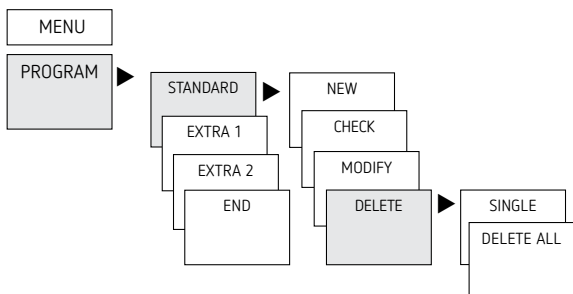 MENU
PROGRAM
STANDARD
EXTRA 1
EXTRA 2
END
NEW
CHECK
MODIFY
DELETE
SINGLE
DELETE ALL